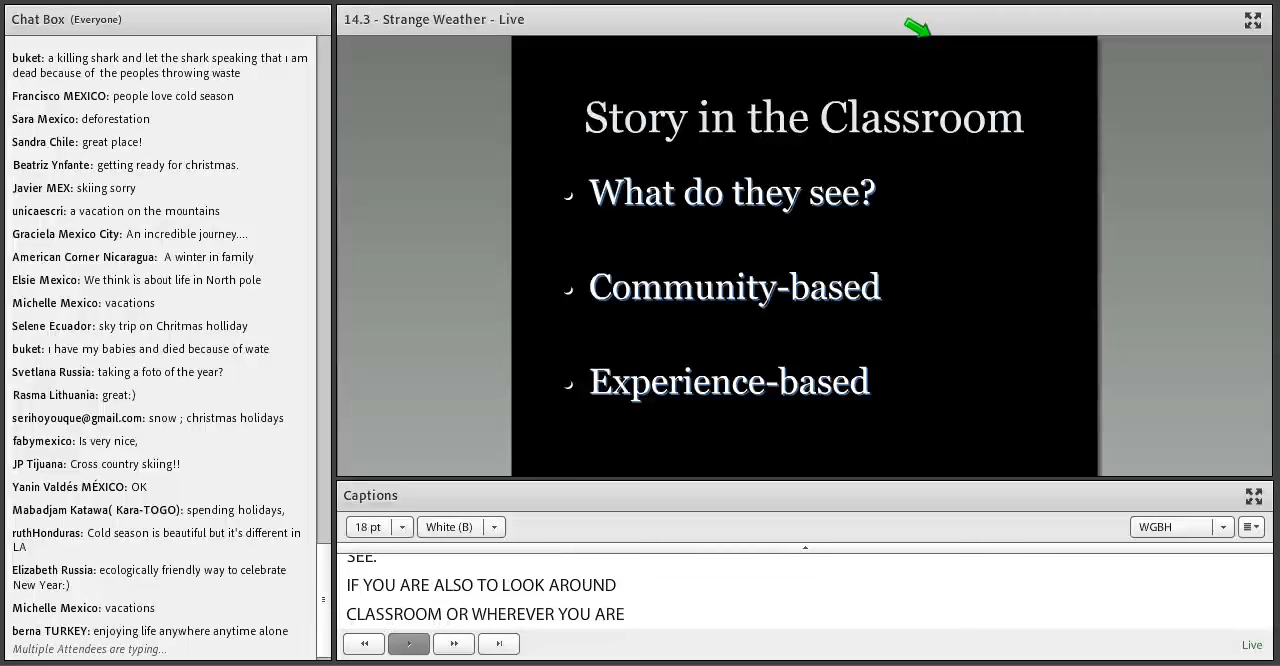 Chat Box (Everyone)
buket: a killing shark and let the shark speaking that ı am
dead because of the peoples throwing waste
Francisco MEXICO: people love cold season
Sara Mexico: deforestation
Sandra Chile: great place!
Beatriz Ynfante: getting ready for christmas.
Javier MEX: skiing sorry
unicaescri: a vacation on the mountains
Graciela Mexico City: An incredible journey....
American Corner Nicaragua: A winter in family
Elsie Mexico: We think is about life in North pole
Michelle Mexico: vacations
Selene Ecuador: sky trip on Chritmas holliday
buket: ı have my babies and died because of wate
Svetlana Russia: taking a foto of the year?
Rasma Lithuania: great:)
serihoyouque@gmail.com: snow ; christmas holidays
fabymexico: Is very nice,
JP Tijuana: Cross country skiing!!
Yanin Valdés MÉXICO: OK
Mabadjam Katawa( Kara-TOGO): spending holidays,
ruthHonduras: Cold season is beautiful but it's different in
LA
Elizabeth Russia: ecologically friendly way to celebrate
New Year:)
Michelle Mexico: vacations
berna TURKEY: enjoying life anywhere anytime alone
Multiple Attendees are typing...
14.3 - Strange Weather - Live
Story in the Classroom
What do they see?
Community-based
Experience-based
Captions
18 pt
White (B)
WGBH
SEE.
IF YOU ARE ALSO TO LOOK AROUND
CLASSROOM OR WHEREVER YOU ARE
Live